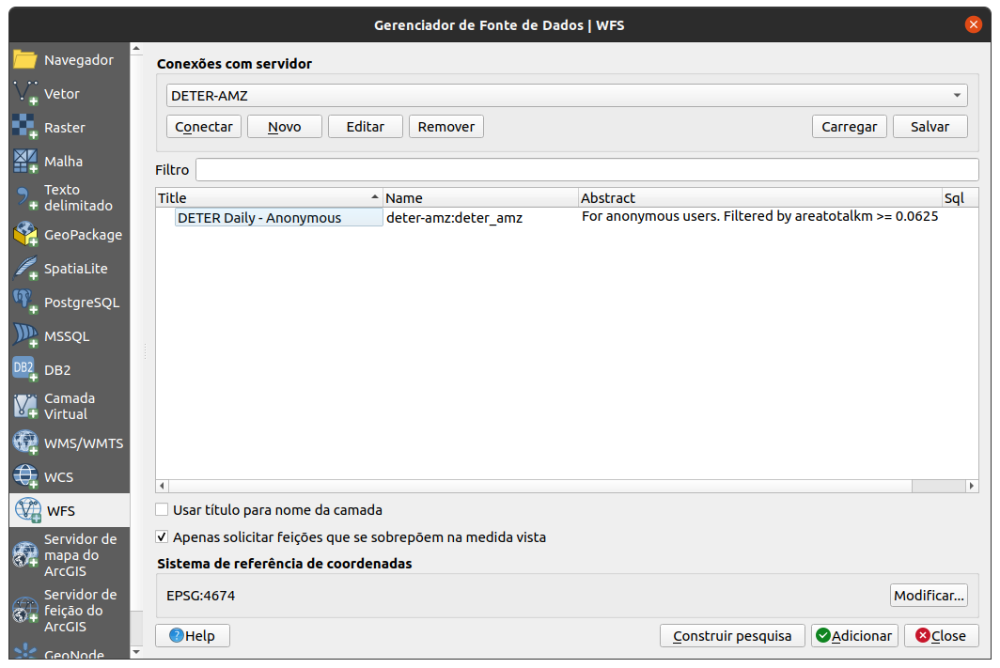 Gerenciador de Fonte de Dados | WFS
Navegador
Vetor
Raster
Malha
Texto
delimitado
GeoPackage
SpatiaLite
PostgreSQL
MSSQL
DB2
DB2
Camada
Virtual
WMS/WMTS
WCS
WFS
Servidor de
mapa do
ArcGIS
Servidor de
feição do
ArcGIS
GeoNode
Conexões com servidor
DETER-AMZ
Conectar Novo Editar Remover Carregar Salvar
Filtro
Title Name Abstract Sql
DETER Daily - Anonymous deter-amz:deter_amz For anonymous users. Filtered by areatotalkm >= 0.0625
Usar título para nome da camada
Apenas solicitar feições que se sobrepõem na medida vista
Sistema de referência de coordenadas
EPSG:4674 Modificar...
Help Construir pesquisa Adicionar Close